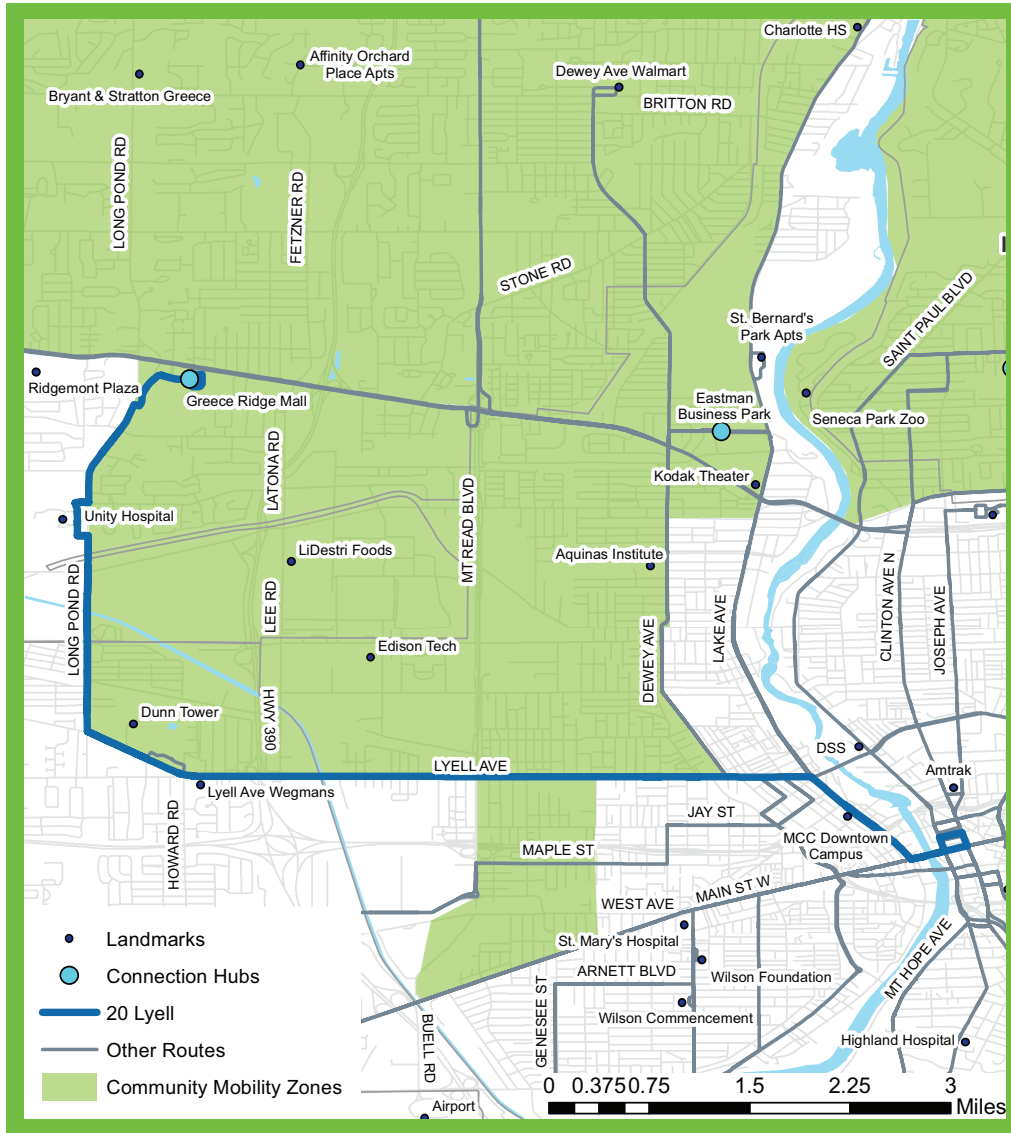 Charlotte HS
Affinity Orchard
Place Apts
Bryant & Stratton Greece
Dewey Ave Walmart
BRITTON RD
LONG POND RD
FETZNER RD
STONE RD
SAINT PAUL BLVD
St. Bernard's
Park Apts
Ridgemont Plaza
Greece Ridge Mall
Eastman
Business Park
Seneca Park Zoo
LATONA RD
Kodak Theater
MT READ BLVD
Unity Hospital
LiDestri Foods
Aquinas Institute
LONG POND RD
LEE RD
DEWEY AVE
LAKE AVE
CLINTON AVE N
JOSEPH AVE
Edison Tech
Dunn Tower
HWY 390
DSS
LYELL AVE
Amtrak
Lyell Ave Wegmans
HOWARD RD
JAY ST
MCC Downtown
Campus
MAPLE ST
MAIN ST W
WEST AVE
St. Mary's Hospital
ARNETT BLVD
Wilson Foundation
MT HOPE AVE
GENESEE ST
Wilson Commencement
BUELL RD
Highland Hospital
Airport
Landmarks
Connection Hubs
20 Lyell
Other Routes
Community Mobility Zones
0 0.375 0.75 1.5 2.25 3
Miles